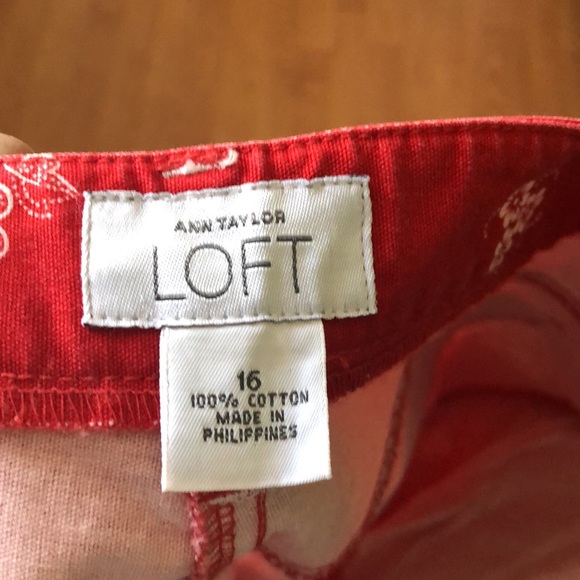 ANN TAYLOR
LOFT
16
100% COTTON
MADE IN
PHILIPPINES